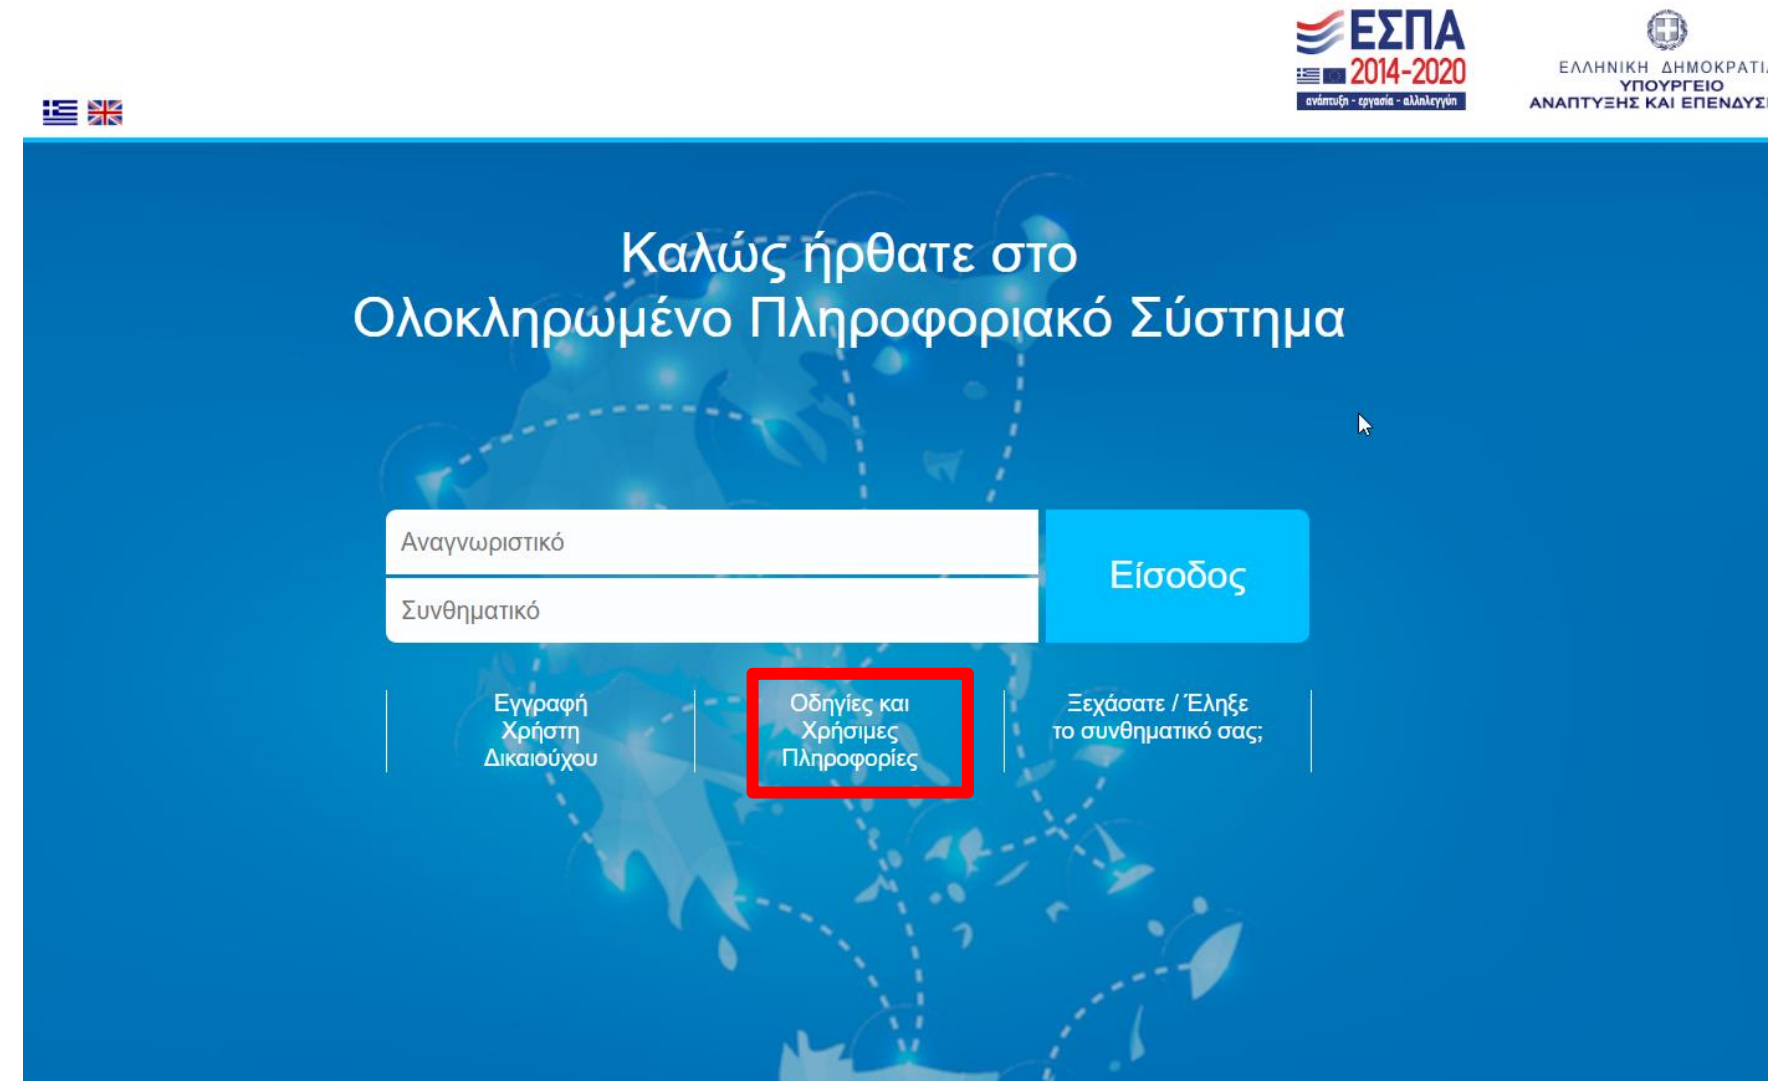 ΕΣΠΑ
2014-2020
ανάπτυξη - εργασία - αλληλεγγύη
ΕΛΛΗΝΙΚΗ ΔΗΜΟΚΡΑΤΙ
ΥΠΟΥΡΓΕΙΟ
ΑΝΑΠΤΥΞΗΣ ΚΑΙ ΕΠΕΝΔΥΣ
Καλώς ήρθατε στο
Ολοκληρωμένο Πληροφοριακό Σύστημα
Αναγνωριστικό
Συνθηματικό
Είσοδος
Εγγραφή
Χρήστη
Δικαιούχου
Οδηγίες και
Χρήσιμες
Πληροφορίες
Ξεχάσατε / Έληξε
το συνθηματικό σας;